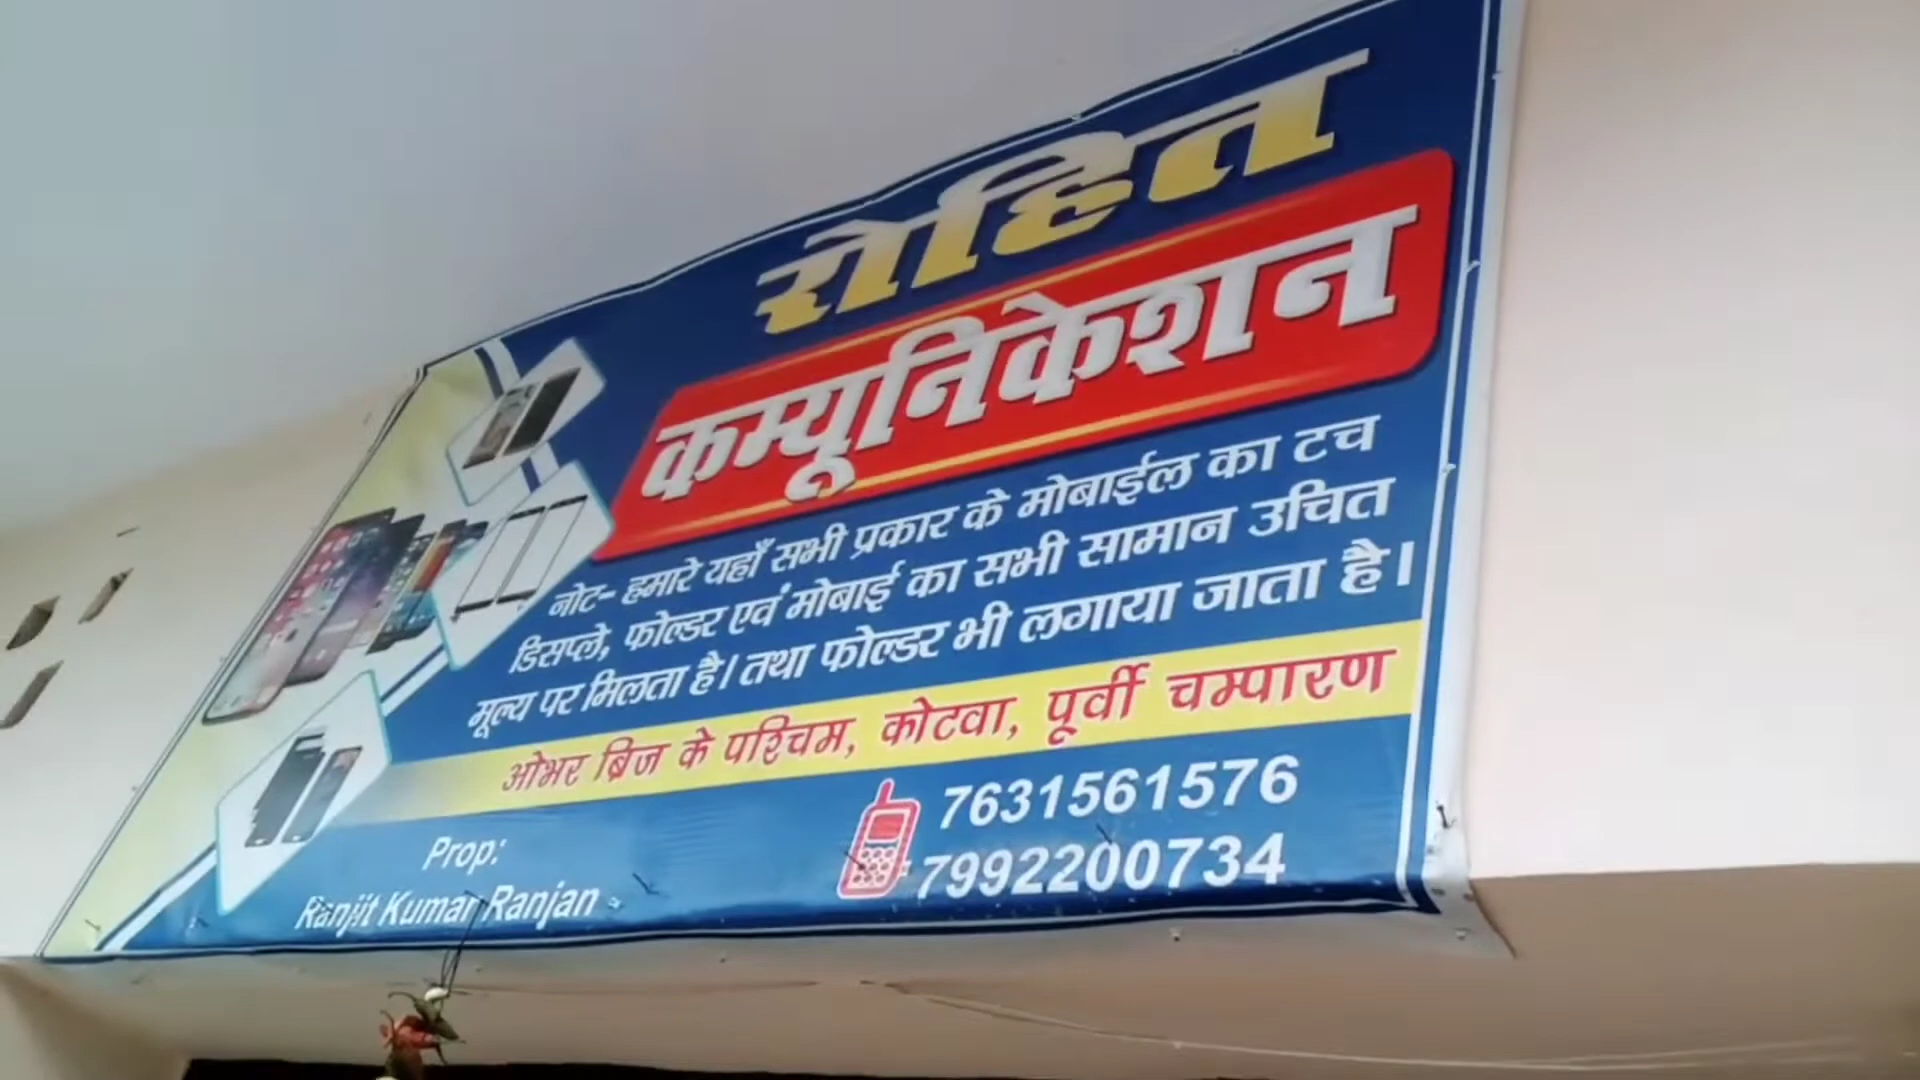 रोहित
कम्यूनिकेशन
नोट- हमारे यहाँ सभी प्रकार के मोबाईल का टच
डिसप्ले, फोल्डर एवं मोबाई का सभी सामान उचित
मूल्य पर मिलता है। तथा फोल्डर भी लगाया जाता है।
ओभर ब्रिज के पश्चिम, कोटवा, पूर्वी चम्पारण
7631561576
7992200734
Prop:
Ranjit Kumar Ranjan